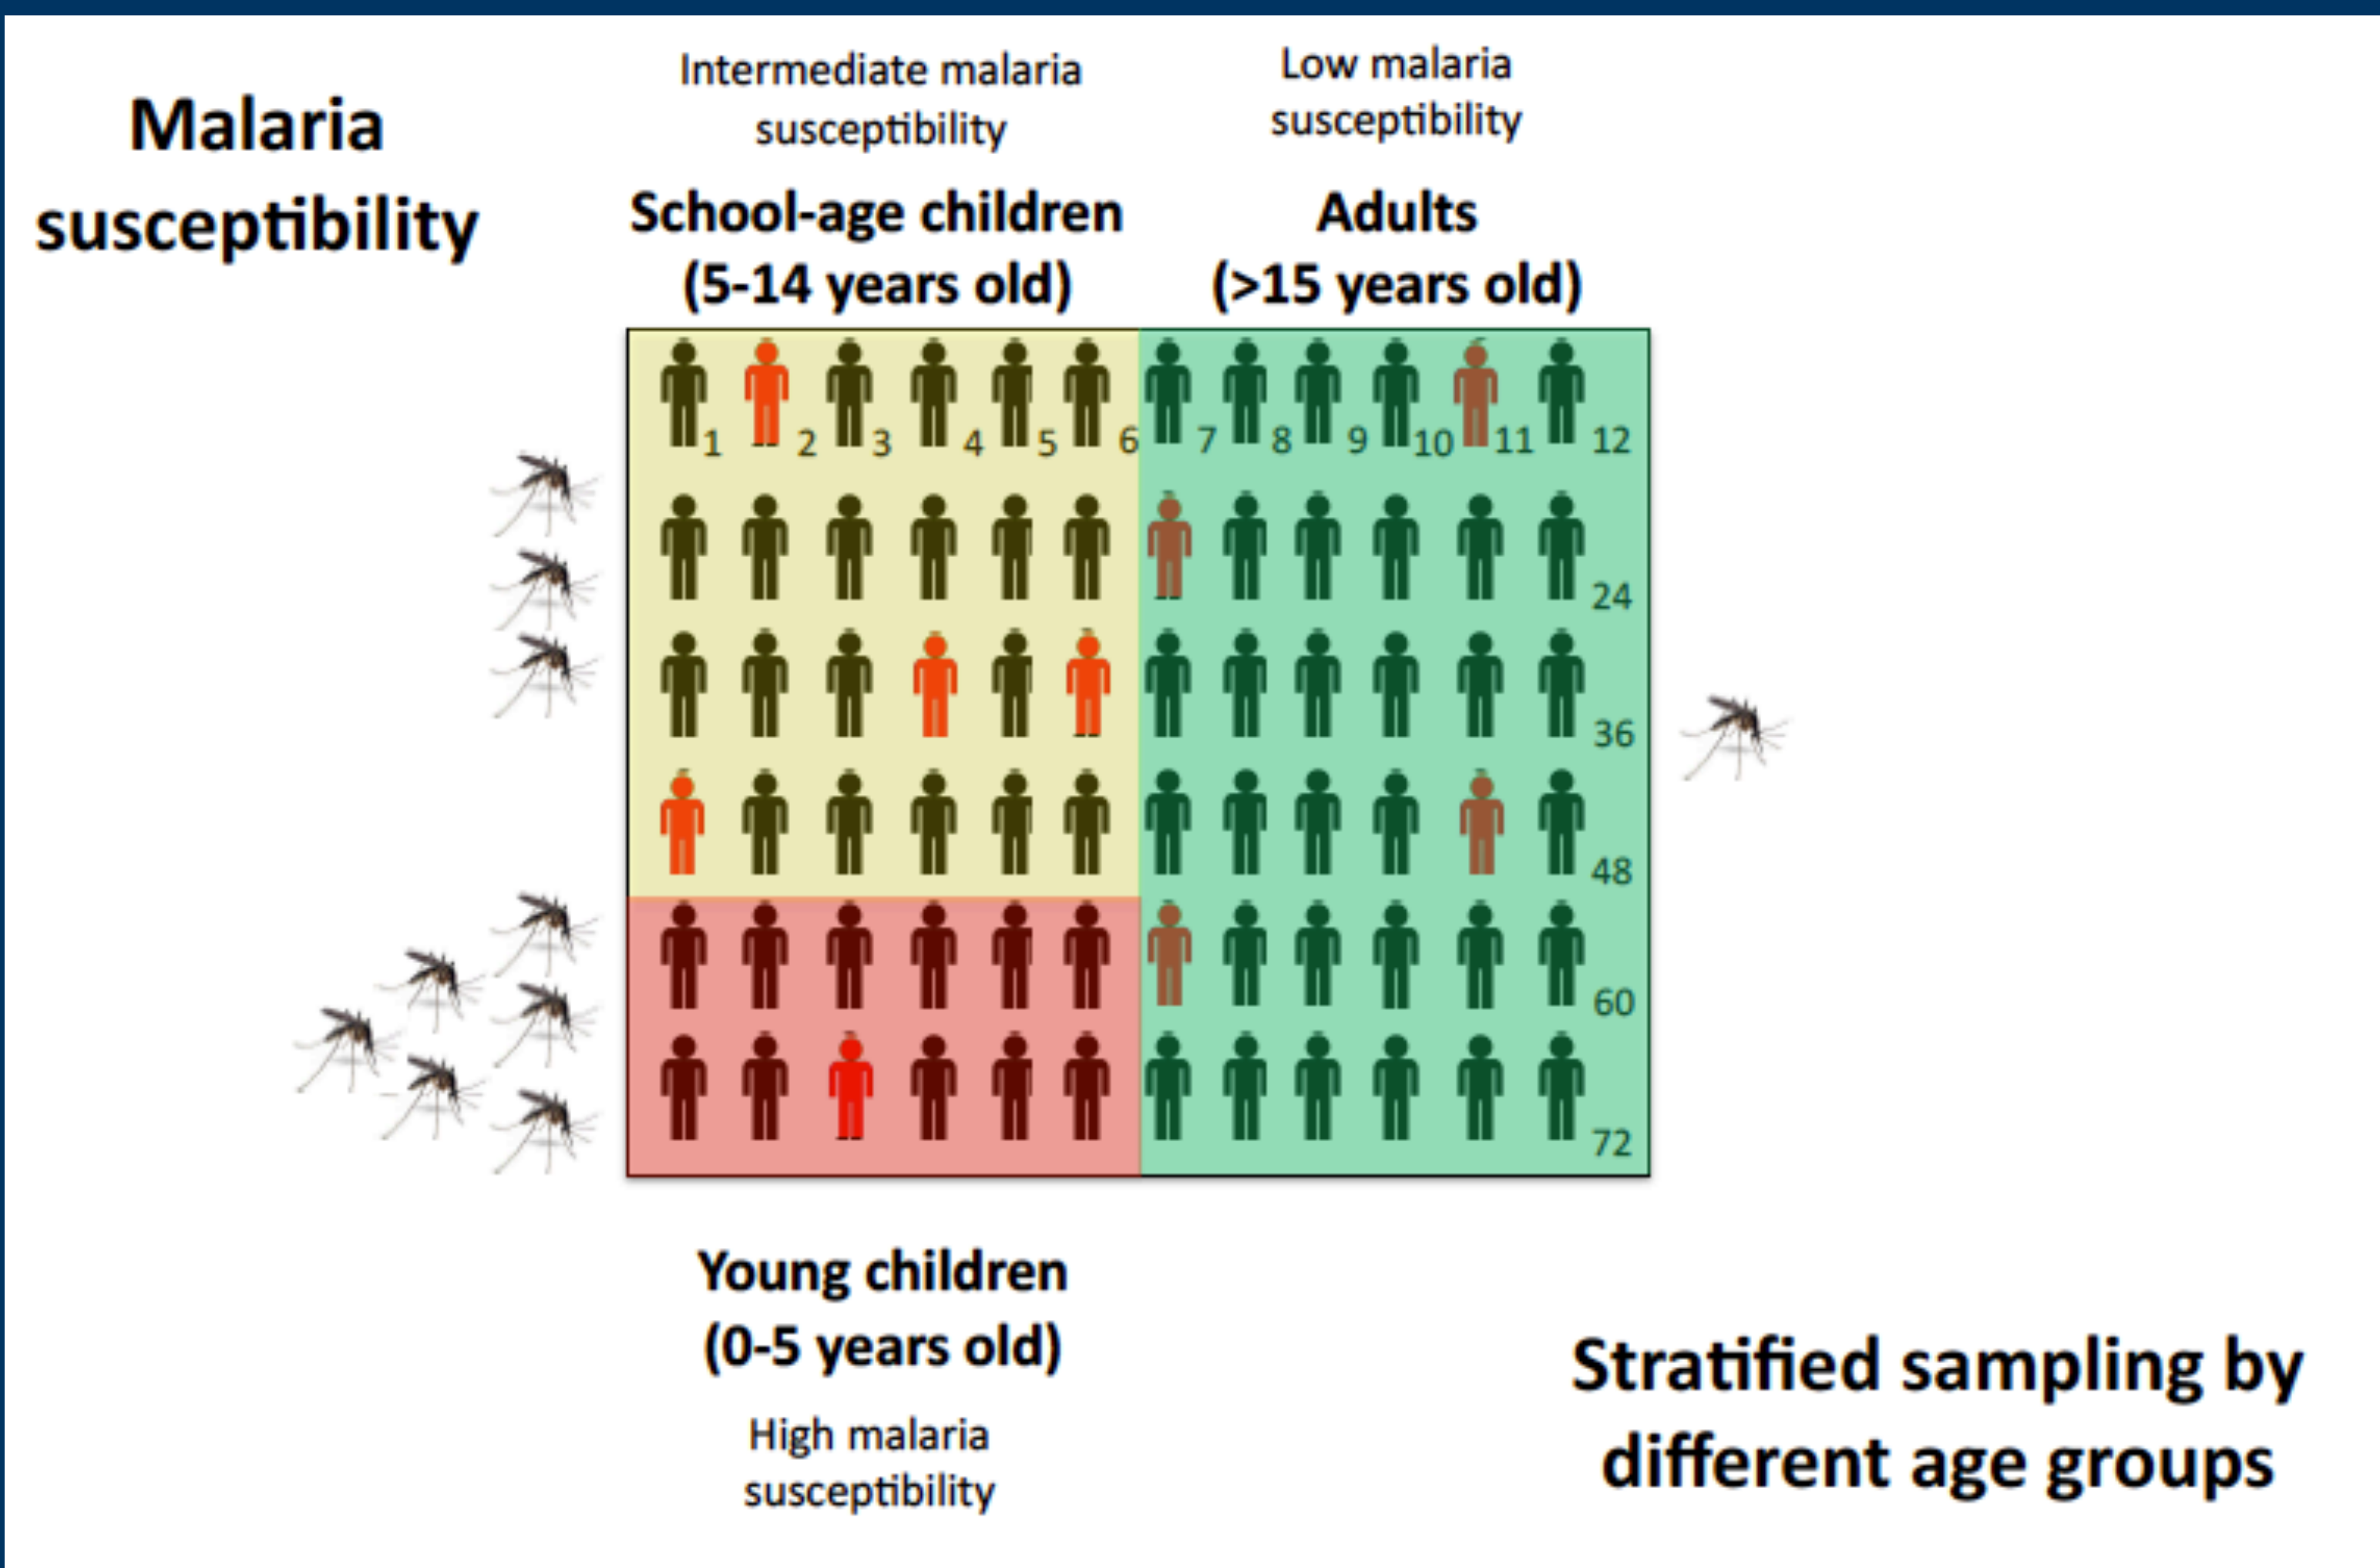 Malaria
susceptibility
Intermediate malaria
susceptibility
School-age children
(5-14 years old)
Low malaria
susceptibility
Adults
(>15 years old)
1 2 3 4 5 6 7 8 9 10 11 12
24
36
48
60
72
Young children
(0-5 years old)
High malaria
susceptibility
Stratified sampling by
different age groups